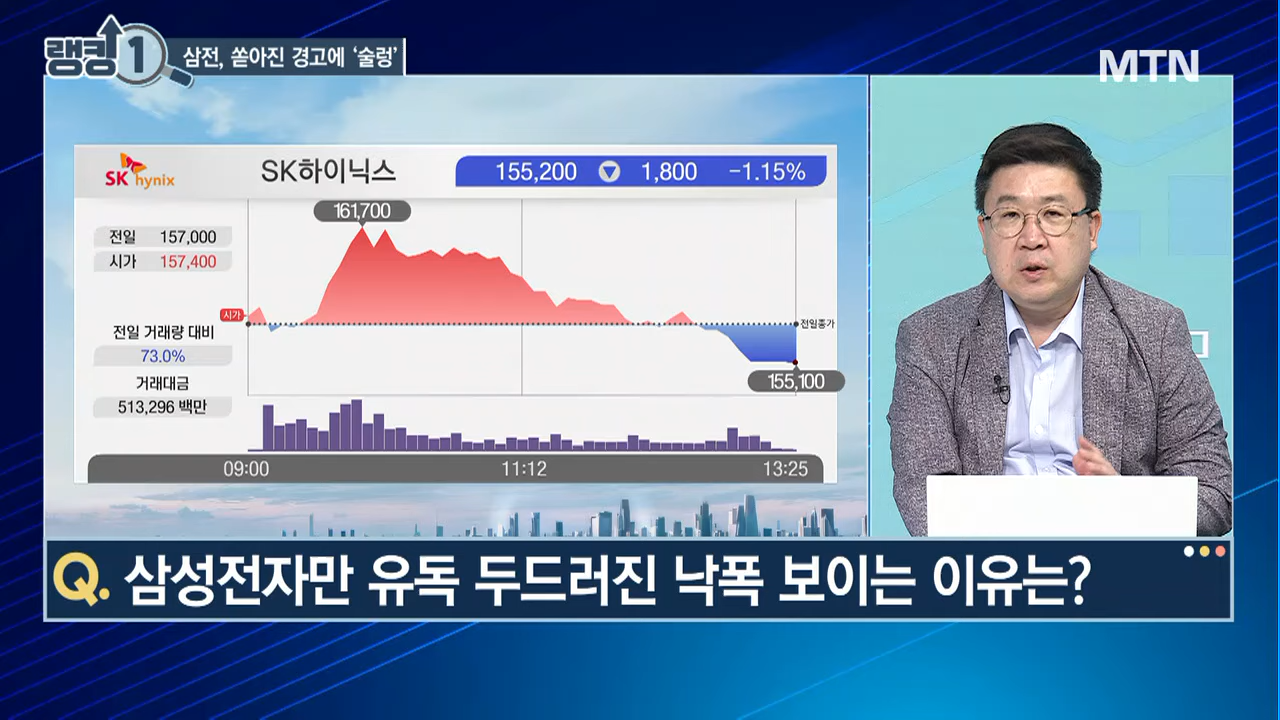 랭킹 1
삼전, 쏟아진 경고에 ‘술렁’
MTN
SK hynix
SK하이닉스
155,200 ▼ 1,800 -1.15%
161,700
전일 157,000
시가 157,400
시가
전일종가
전일 거래량 대비
73.0%
155,100
거래대금
513,296 백만
09:00 11:12 13:25
Q. 삼성전자만 유독 두드러진 낙폭 보이는 이유는?